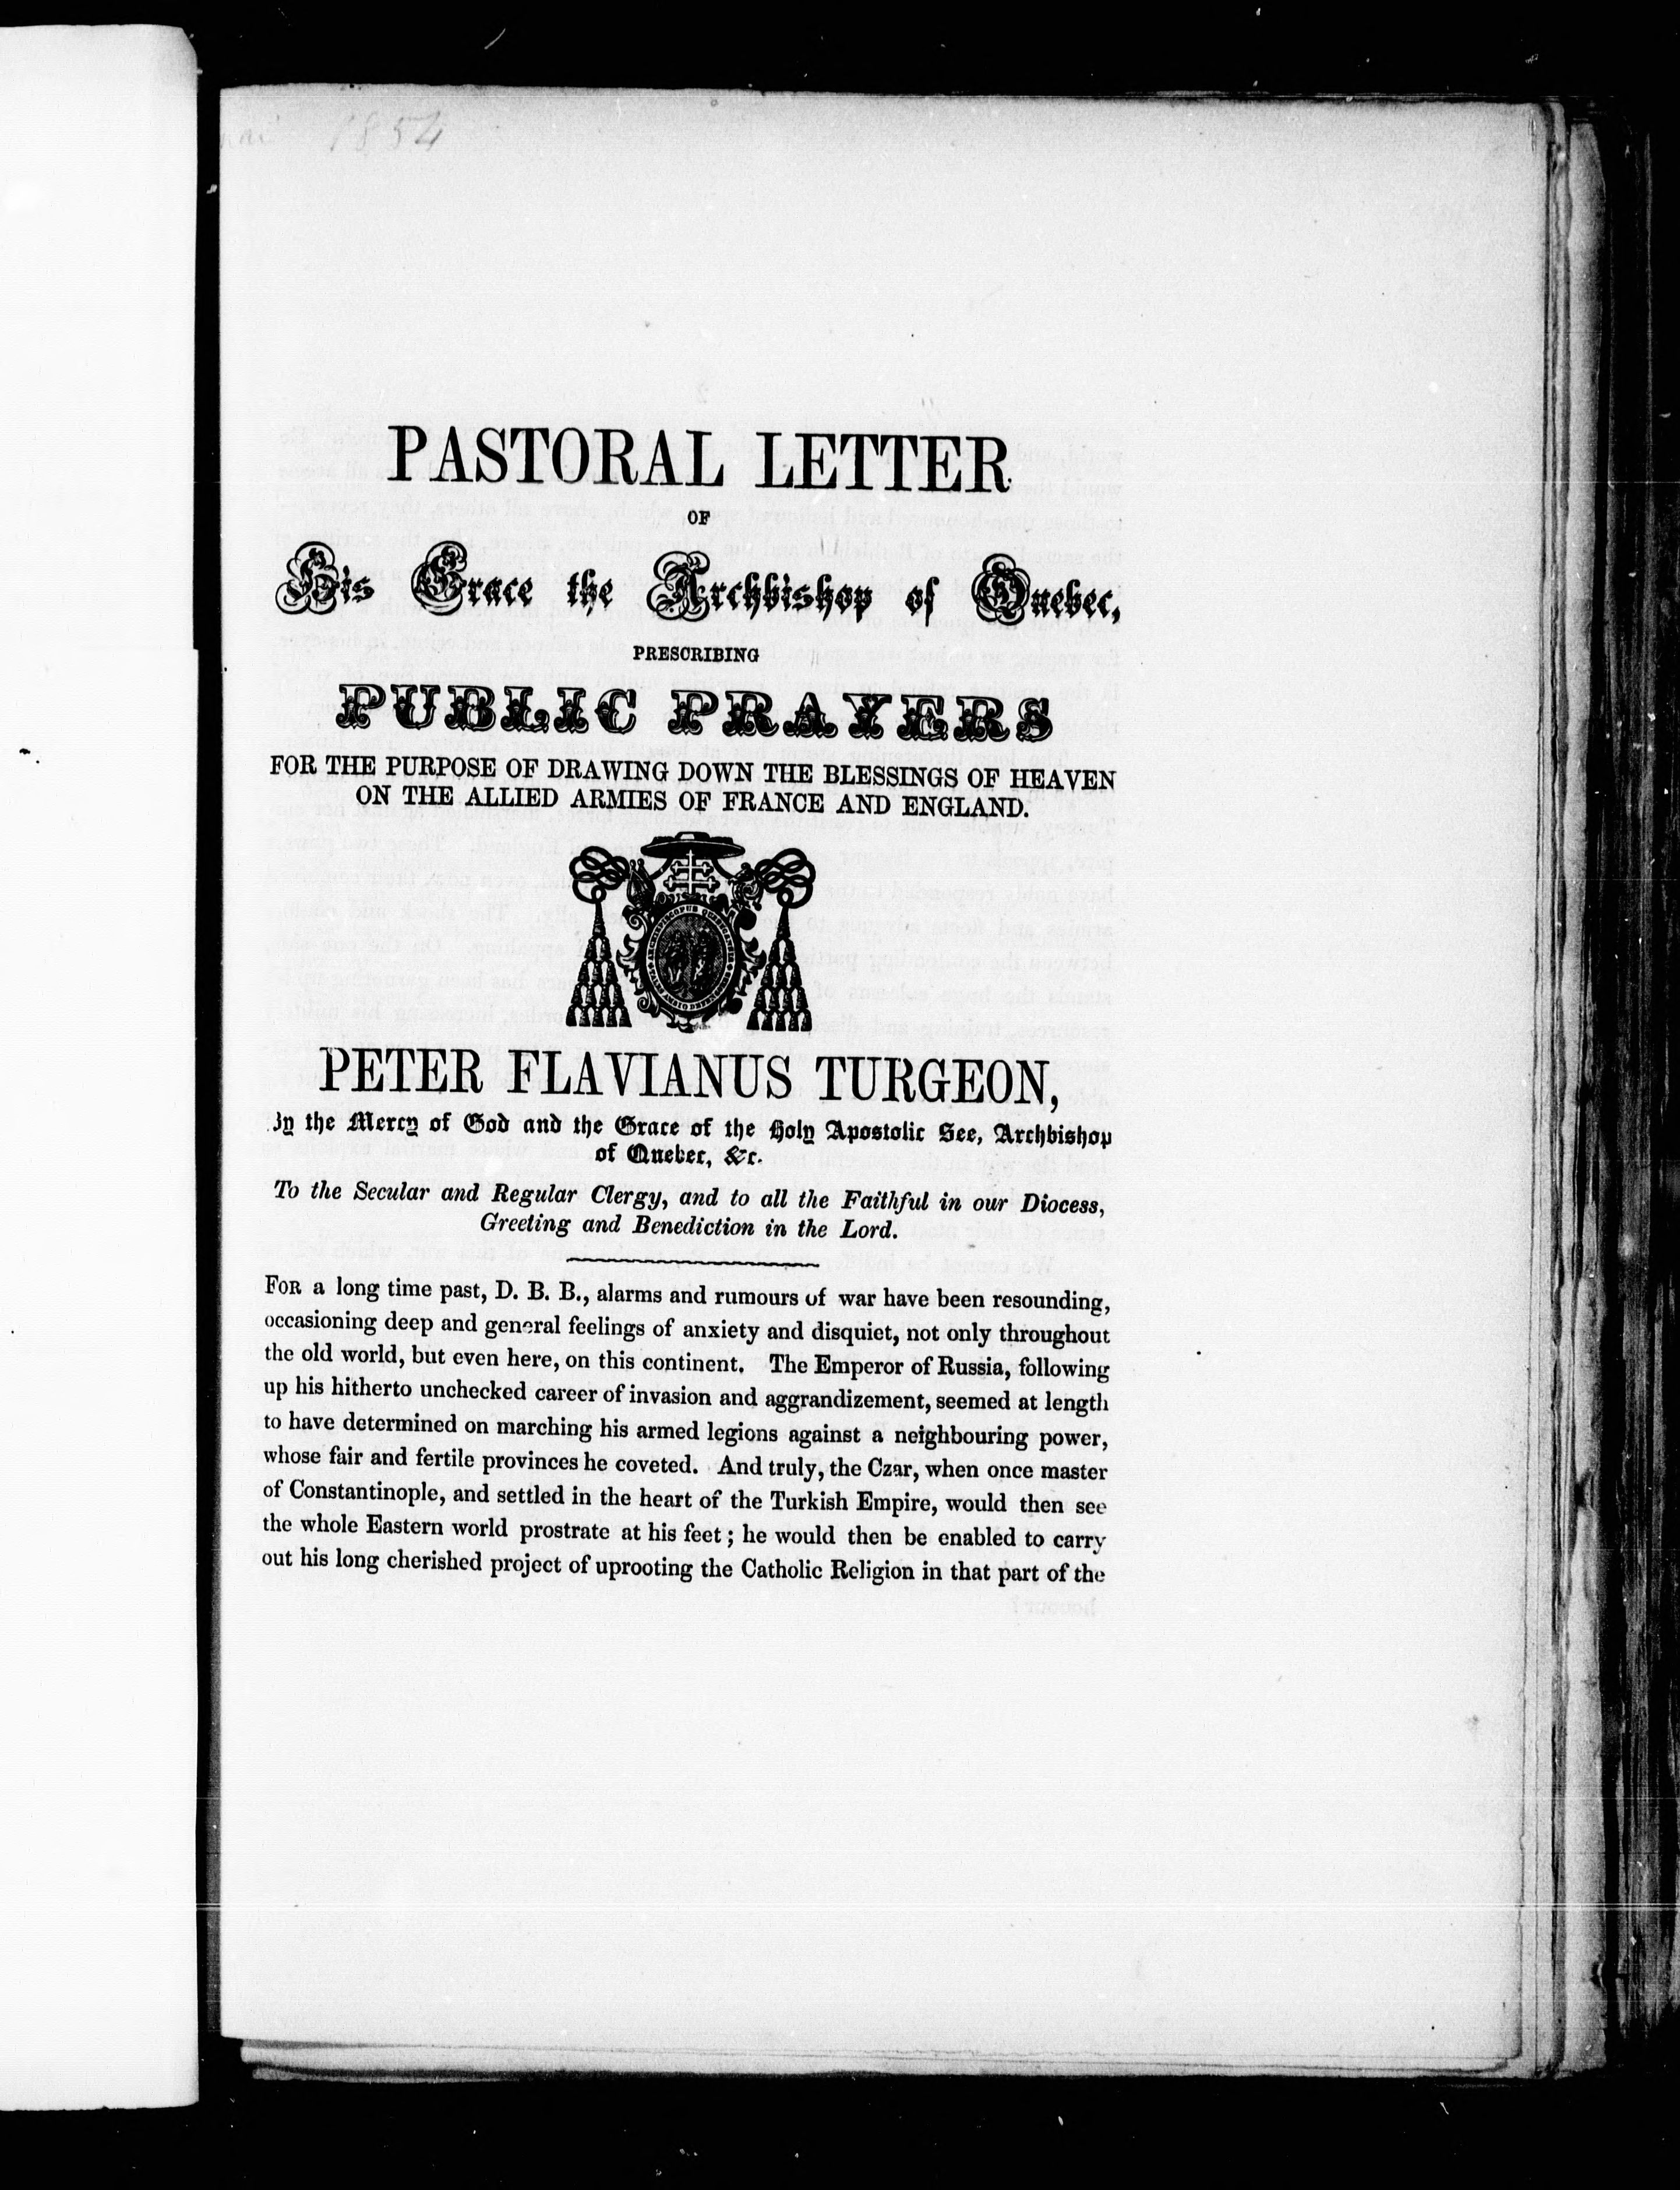 1854
PASTORAL LETTER
OF
His Grace the Archbishop of Quebec,
PRESCRIBING
PUBLIC PRAYERS
FOR THE PURPOSE OF DRAWING DOWN THE BLESSINGS OF HEAVEN
ON THE ALLIED ARMIES OF FRANCE AND ENGLAND.
PETER FLAVIANUS TURGEON,
By the Mercy of God and the Grace of the Holy Apostolic See, Archbishop
of Quebec, &c.
To the Secular and Regular Clergy, and to all the Faithful in our Diocess,
Greeting and Benediction in the Lord.
FOR a long time past, D. B. B., alarms and rumours of war have been resounding,
occasioning deep and general feelings of anxiety and disquiet, not only throughout
the old world, but even here, on this continent. The Emperor of Russia, following
up his hitherto unchecked career of invasion and aggrandizement, seemed at length
to have determined on marching his armed legions against a neighbouring power,
whose fair and fertile provinces he coveted. And truly, the Czar, when once master
of Constantinople, and settled in the heart of the Turkish Empire, would then see
the whole Eastern world prostrate at his feet; he would then be enabled to carry
out his long cherished project of uprooting the Catholic Religion in that part of the